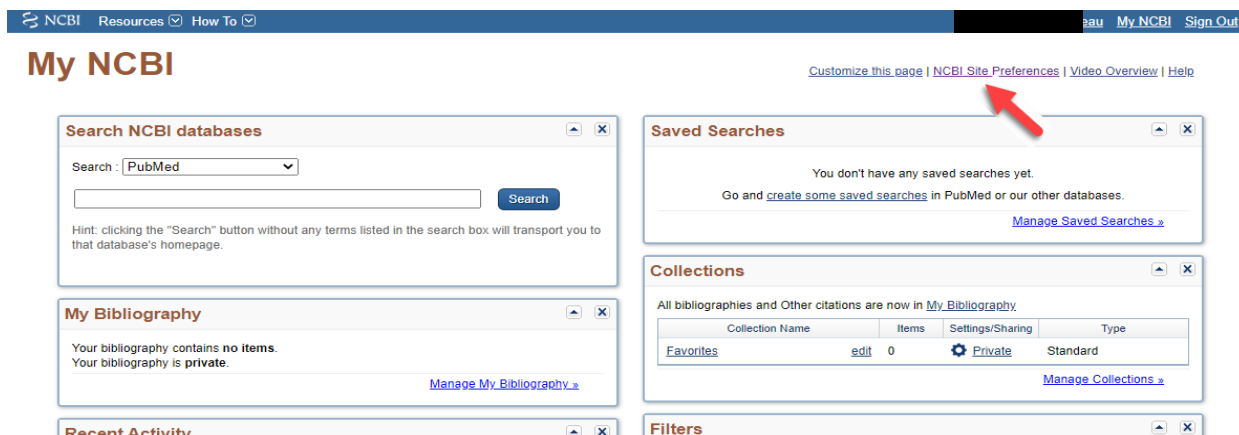 NCBI Resources How To eau My NCBI Sign Out
My NCBI
Customize this page | NCBI Site Preferences | Video Overview | Help
Search NCBI databases
Search : PubMed
Search
Hint: clicking the "Search" button without any terms listed in the search box will transport you to
that database's homepage.
My Bibliography
Your bibliography contains no items.
Your bibliography is private.
Manage My Bibliography »
Recent Activity
Saved Searches
You don't have any saved searches yet.
Go and create some saved searches in PubMed or our other databases.
Manage Saved Searches »
Collections
All bibliographies and Other citations are now in My Bibliography
Collection Name Items Settings/Sharing Type
Favorites edit 0 Private Standard
Manage Collections »
Filters